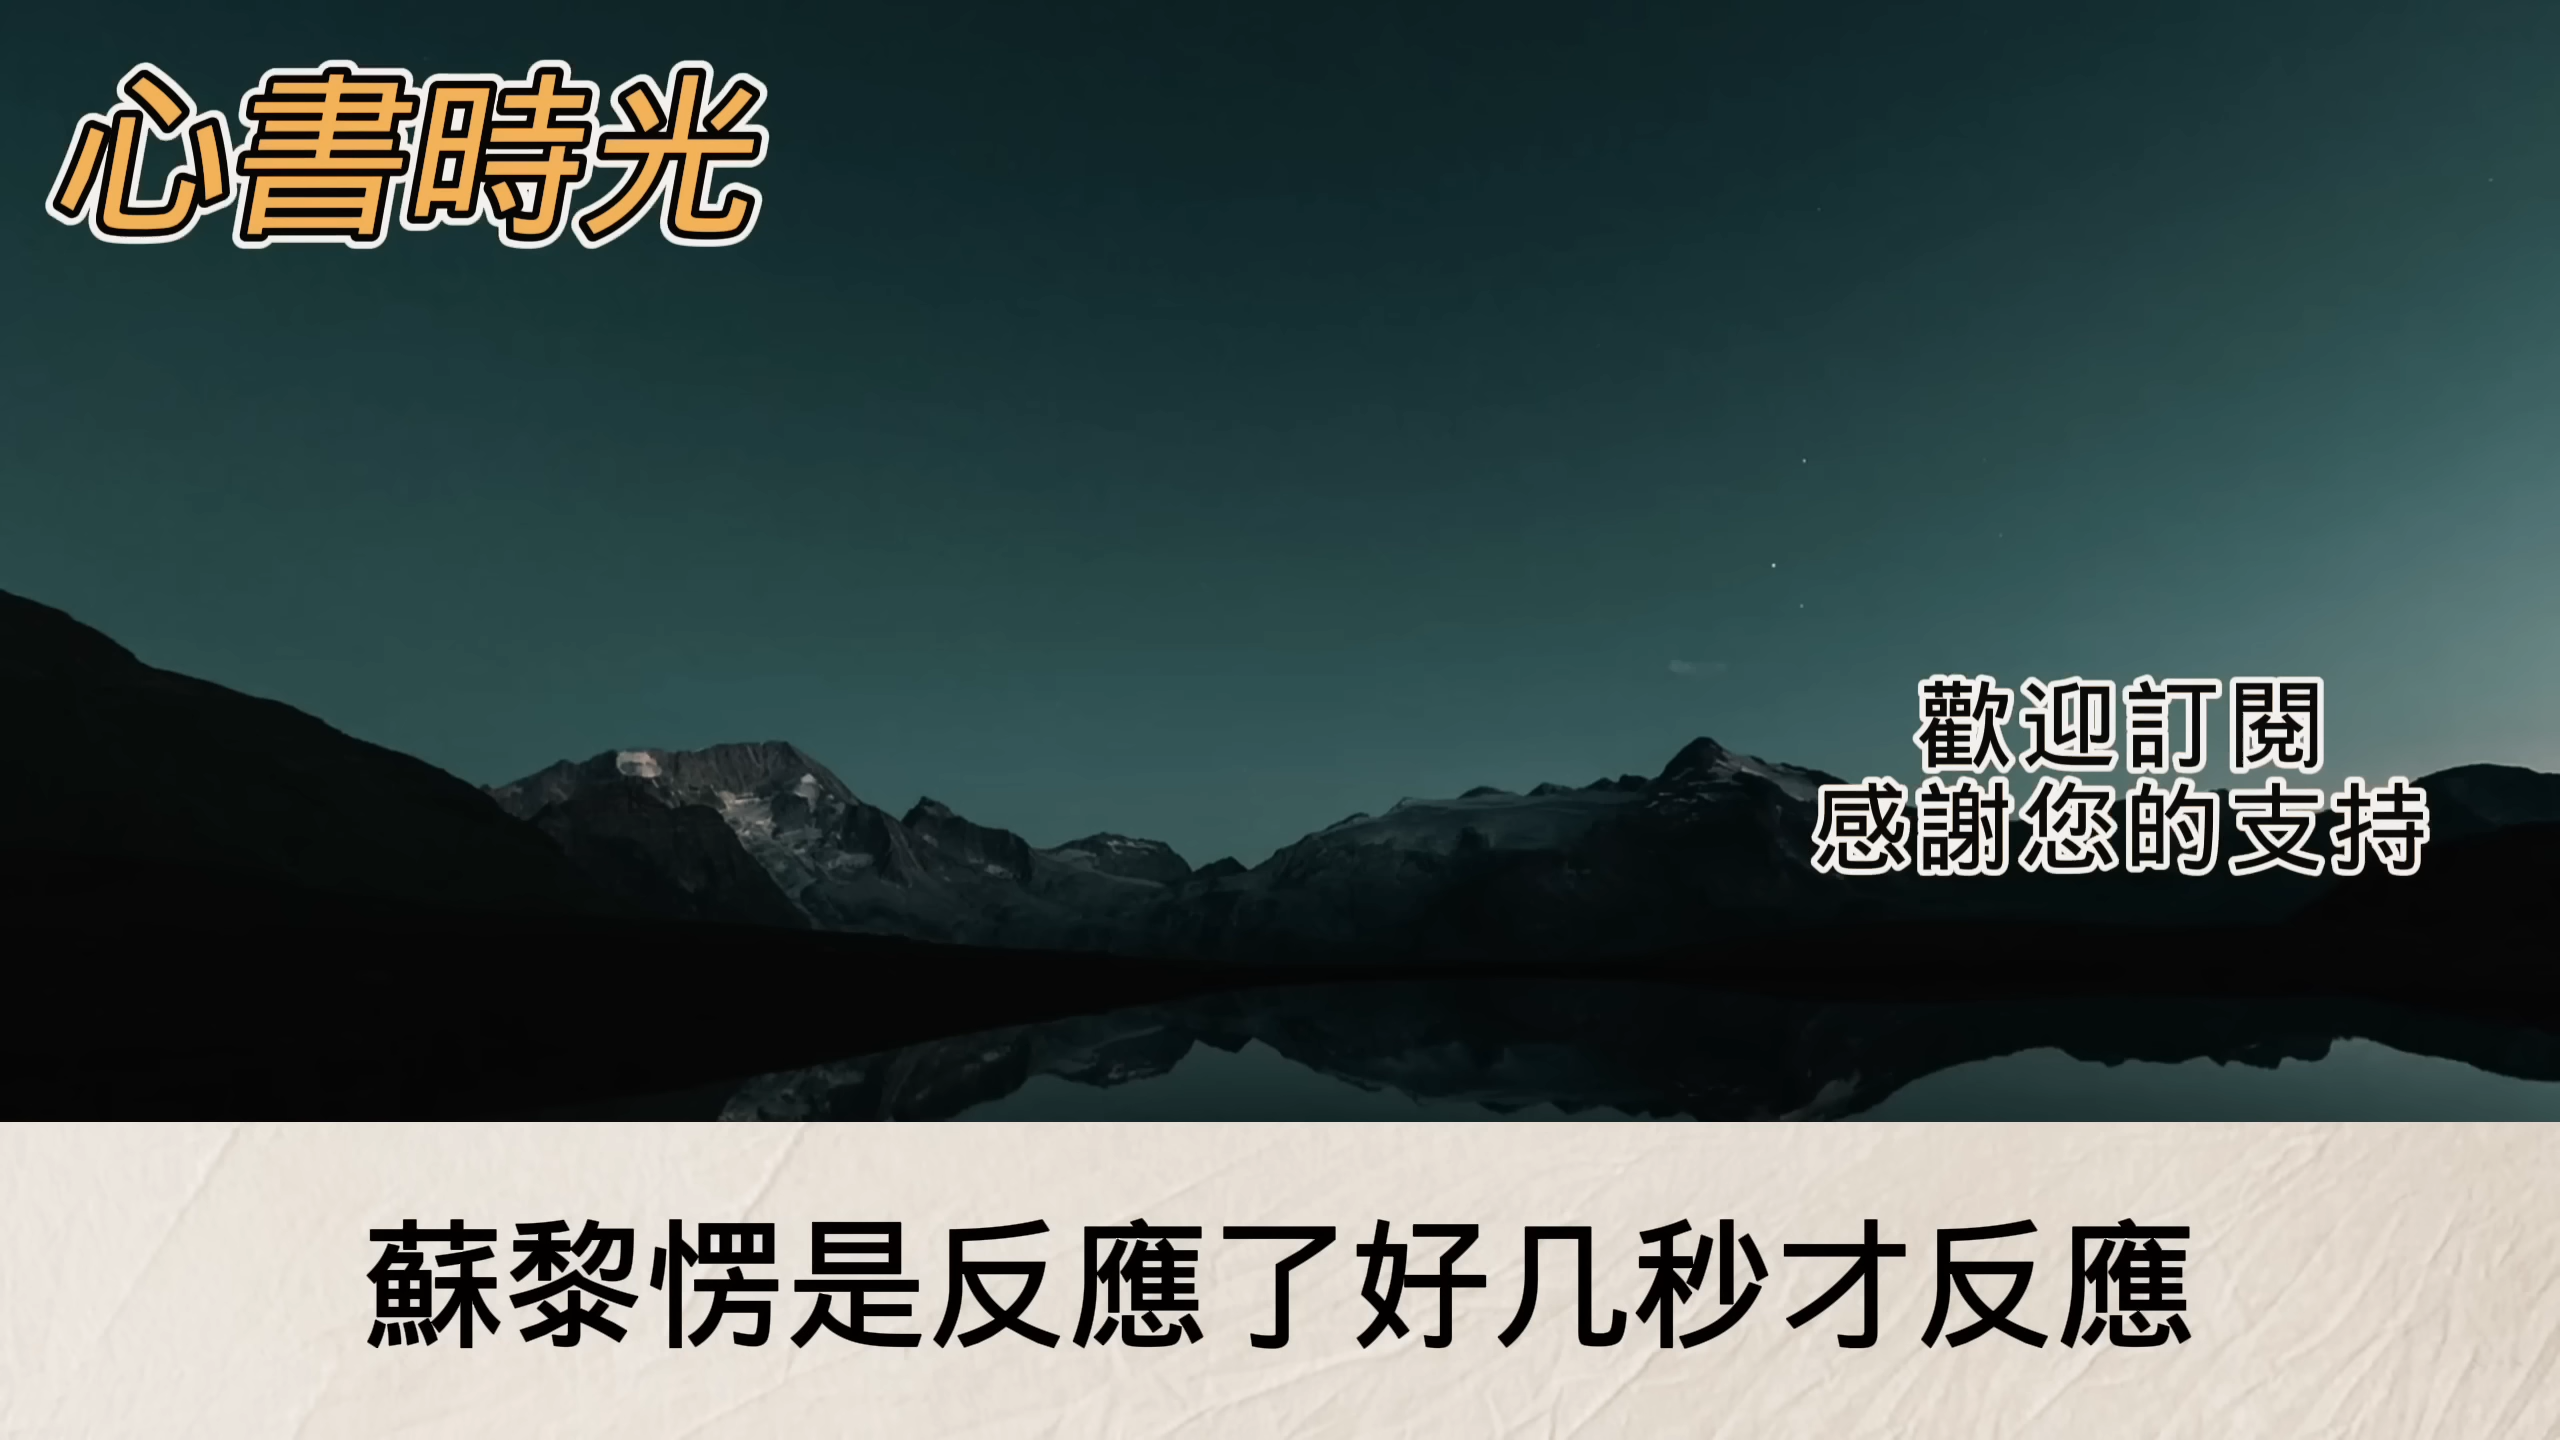 心書時光
歡迎訂閱
感謝您的支持
蘇黎愣是反應了好几秒才反應